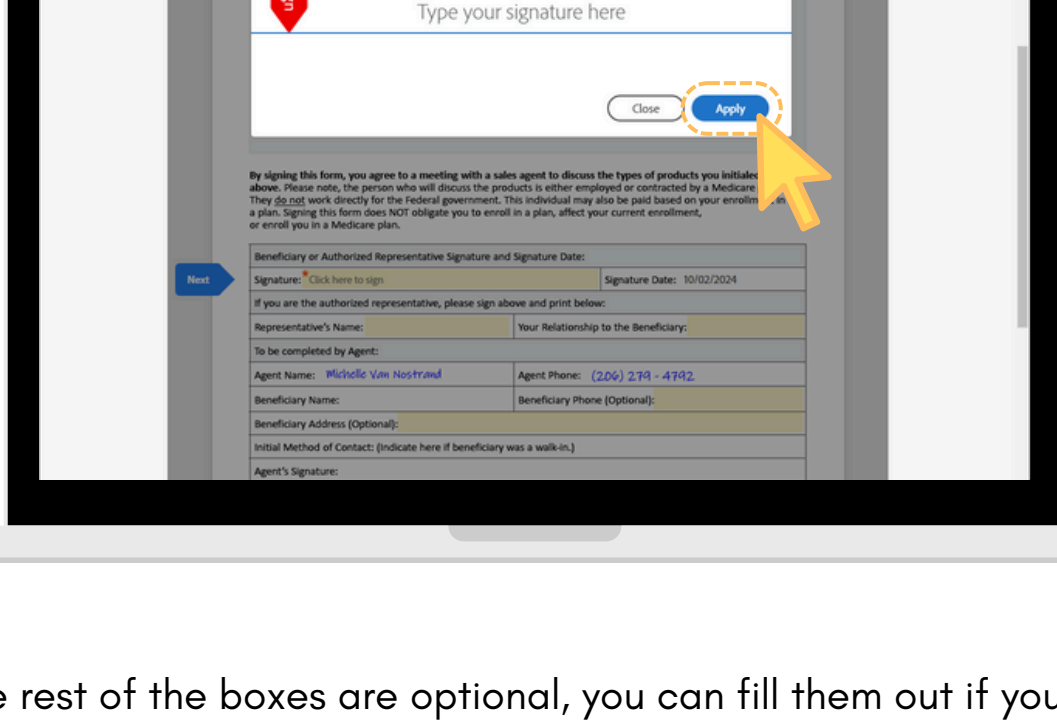 Type your signature here
Close
Apply
By signing this form, you agree to a meeting with a sales agent to discuss the types of products you initialed
above. Please note, the person who will discuss the products is either employed or contracted by a Medicare
They do not work directly for the Federal government. This individual may also be paid based on your enrollment in
a plan. Signing this form does NOT obligate you to enroll in a plan, affect your current enrollment,
or enroll you in a Medicare plan.
Beneficiary or Authorized Representative Signature and Signature Date:
Next
Signature: * Click here to sign
Signature Date: 10/02/2024
If you are the authorized representative, please sign above and print below:
Representative's Name:
Your Relationship to the Beneficiary:
To be completed by Agent:
Agent Name: Michelle Van Nostrand
Agent Phone: (206) 279 - 4792
Beneficiary Name:
Beneficiary Phone (Optional):
Beneficiary Address (Optional):
Initial Method of Contact: (Indicate here if beneficiary was a walk-in.)
Agent's Signature:
rest of the boxes are optional, you can fill them out if you